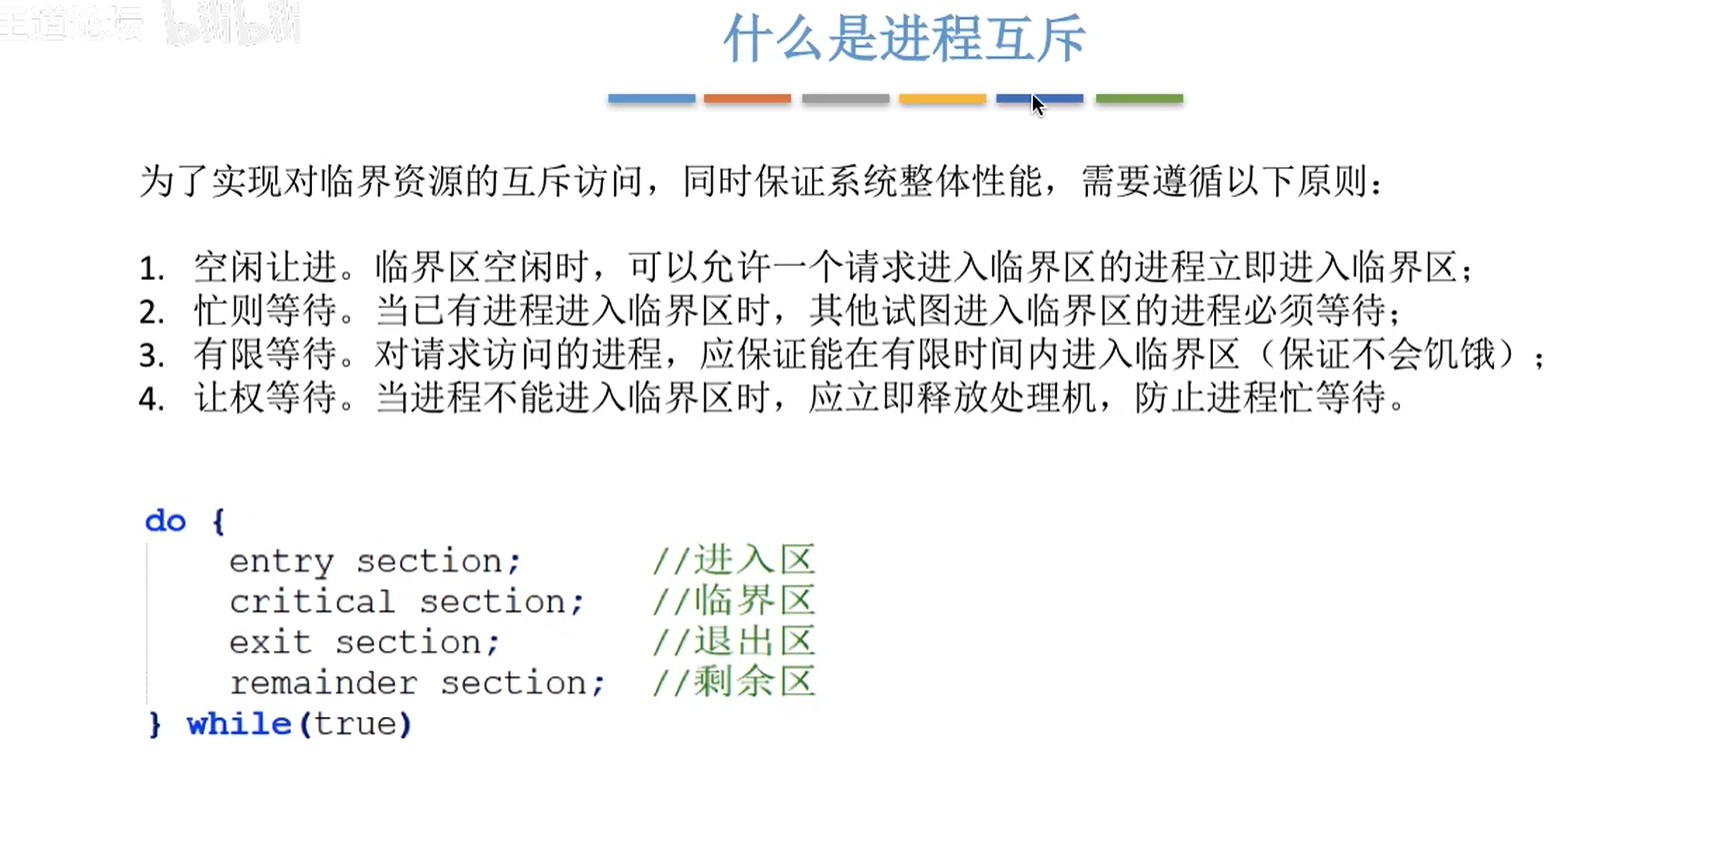 王道论坛 bilibili
什么是进程互斥
为了实现对临界资源的互斥访问，同时保证系统整体性能，需要遵循以下原则：
1. 空闲让进。临界区空闲时，可以允许一个请求进入临界区的进程立即进入临界区；
2. 忙则等待。当已有进程进入临界区时，其他试图进入临界区的进程必须等待；
3. 有限等待。对请求访问的进程，应保证能在有限时间内进入临界区（保证不会饥饿）；
4. 让权等待。当进程不能进入临界区时，应立即释放处理机，防止进程忙等待。
do {
entry section; //进入区
critical section; //临界区
exit section; //退出区
remainder section; //剩余区
} while(true)